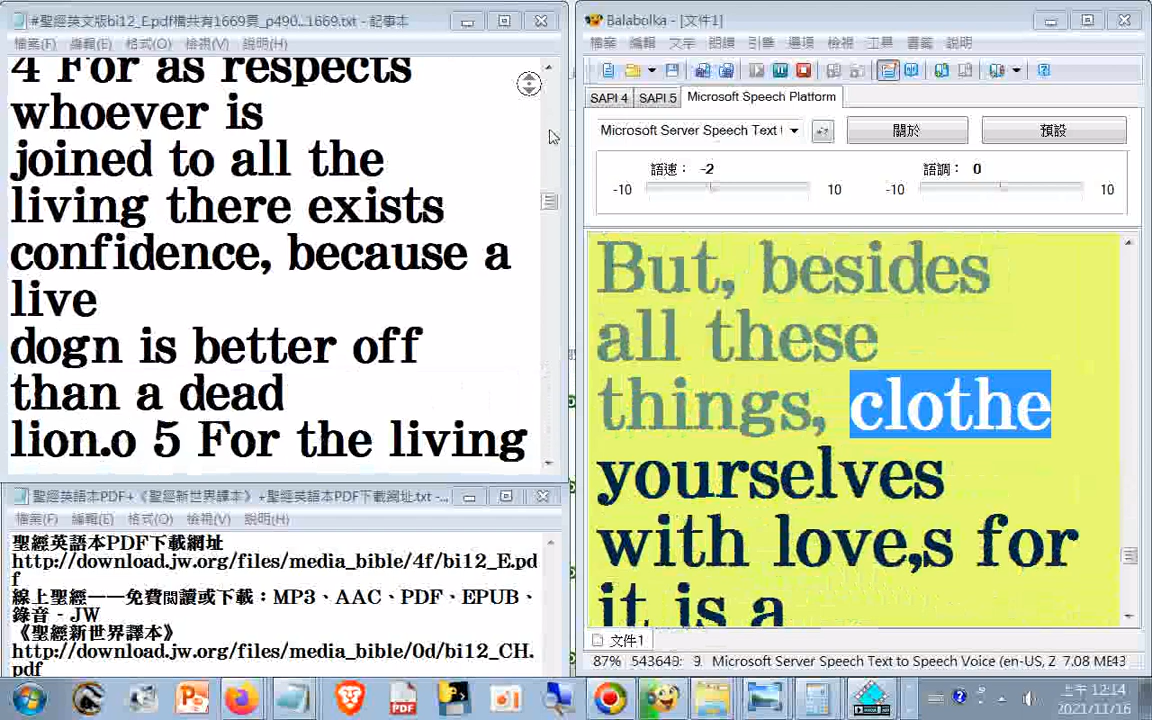 #聖經英文版bi12_E.pdf檔共有1669頁_p490...1669.txt - 記事本
檔案(F) 編輯(E) 格式(O) 檢視(V) 說明(H)
4 For as respects
whoever is
joined to all the
living there exists
confidence, because a
live
dogn is better off
than a dead
lion.o 5 For the living
聖經英語本PDF+《聖經新世界譯本》+聖經英語本PDF下載網址.txt -...
檔案(F) 編輯(E) 格式(O) 檢視(V) 說明(H)
聖經英語本PDF下載網址
http://download.jw.org/files/media_bible/4f/bi12_E.pd
f
線上聖經——免費閱讀或下載：MP3、AAC、PDF、EPUB、
錄音 - JW
《聖經新世界譯本》
http://download.jw.org/files/media_bible/0d/bi12_CH.
pdf
Balabolka - [文件1]
檔案 編輯 文字 朗讀 引擎 選項 檢視 工具 書籤 說明
SAPI 4 SAPI 5 Microsoft Speech Platform
Microsoft Server Speech Text 關於 預設
語速： -2 語調： 0
-10 10 -10 10
But, besides
all these
things, clothe
yourselves
with love,s for
it is a
文件1
87% 543649: 9. Microsoft Server Speech Text to Speech Voice (en-US, Z 7.08 ME43
上午 12:14
2021/11/16